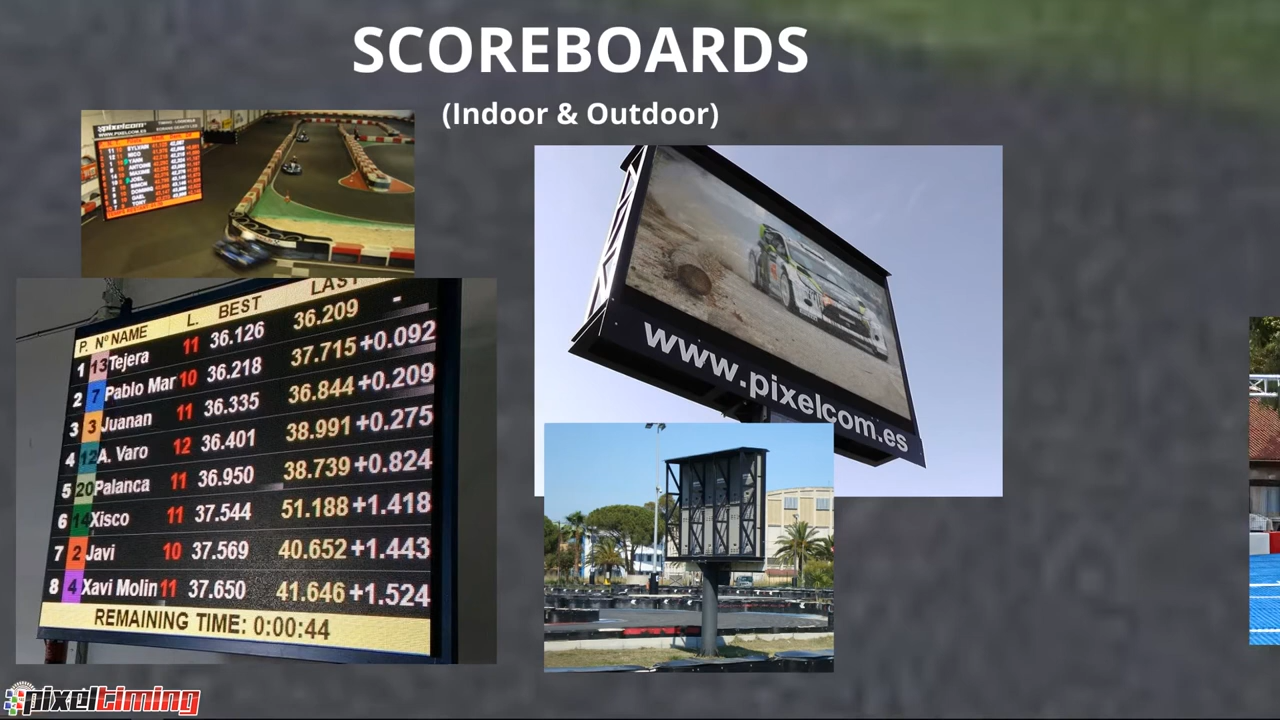 SCOREBOARDS
(Indoor & Outdoor)
pixelcom
WWW.PIXELCOM.ES
P. Nº NAME L. BEST LAST
1 13 Tejera 11 36.126 36.209 -
2 7 Pablo Mar 10 36.218 37.715 +0.092
3 3 Juanan 11 36.335 36.844 +0.209
4 12 A. Varo 12 36.401 38.991 +0.275
5 20 Palanca 11 36.950 38.739 +0.824
6 14 Xisco 11 37.544 51.188 +1.418
7 2 Javi 10 37.569 40.652 +1.443
8 4 Xavi Molin 11 37.650 41.646 +1.524
REMAINING TIME: 0:00:44
www.pixelcom.es
pixeltiming